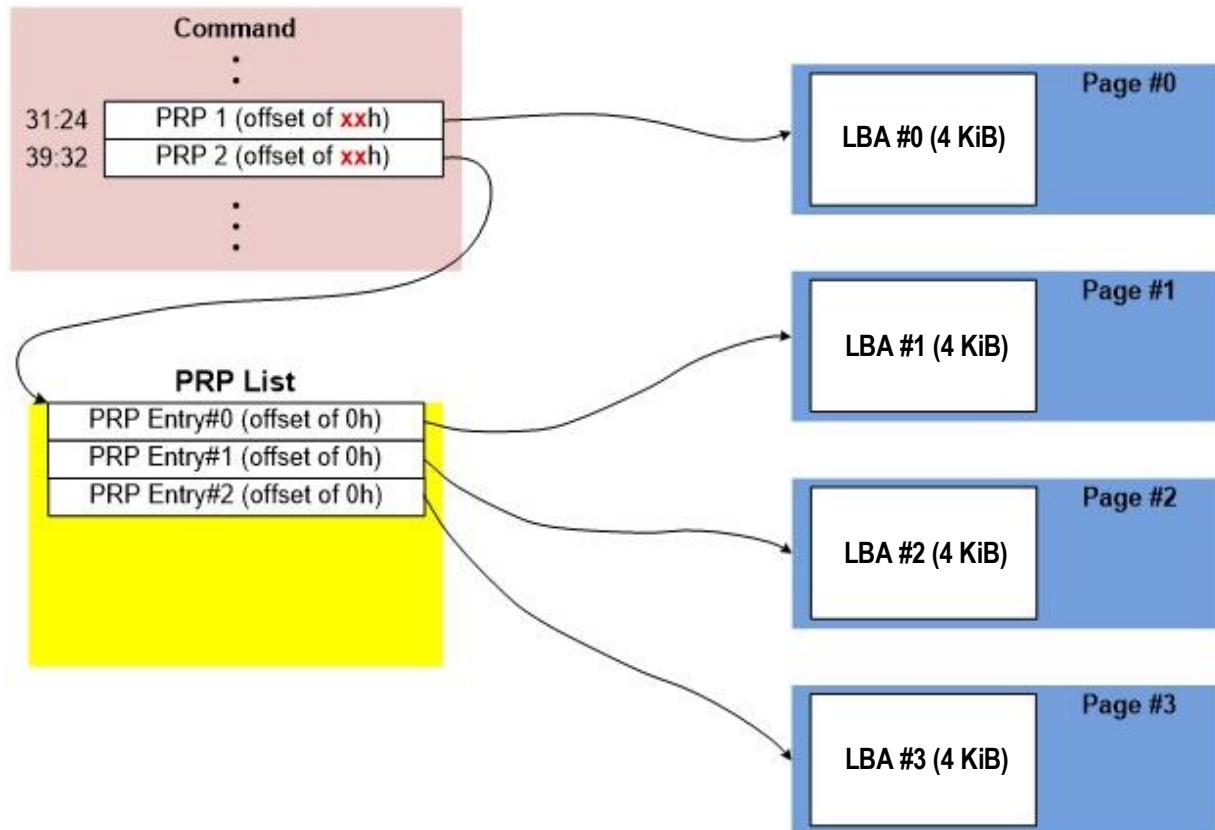 Command
31:24 PRP 1 (offset of xxh)
39:32 PRP 2 (offset of xxh)
PRP List
PRP Entry#0 (offset of 0h)
PRP Entry#1 (offset of 0h)
PRP Entry#2 (offset of 0h)
Page #0
LBA #0 (4 KiB)
Page #1
LBA #1 (4 KiB)
Page #2
LBA #2 (4 KiB)
Page #3
LBA #3 (4 KiB)